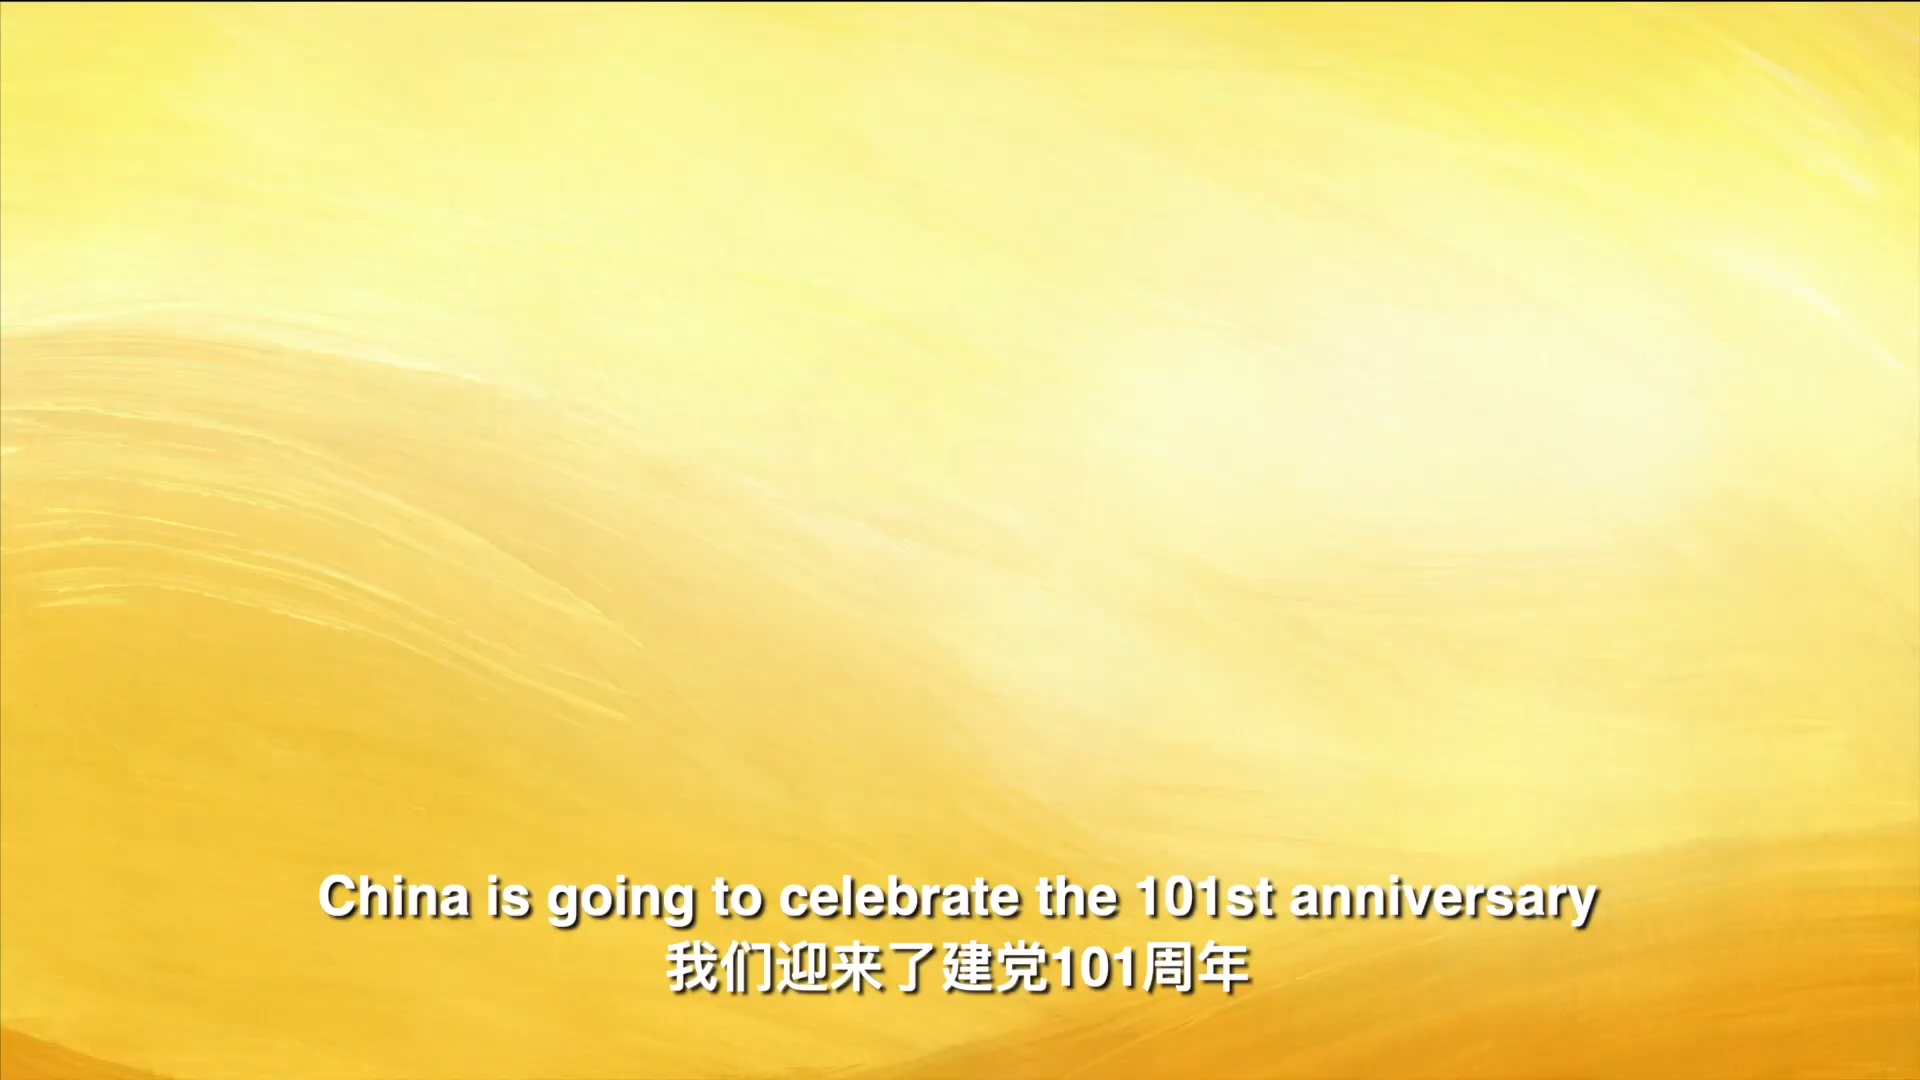 China is going to celebrate the 101st anniversary
我们迎来了建党101周年